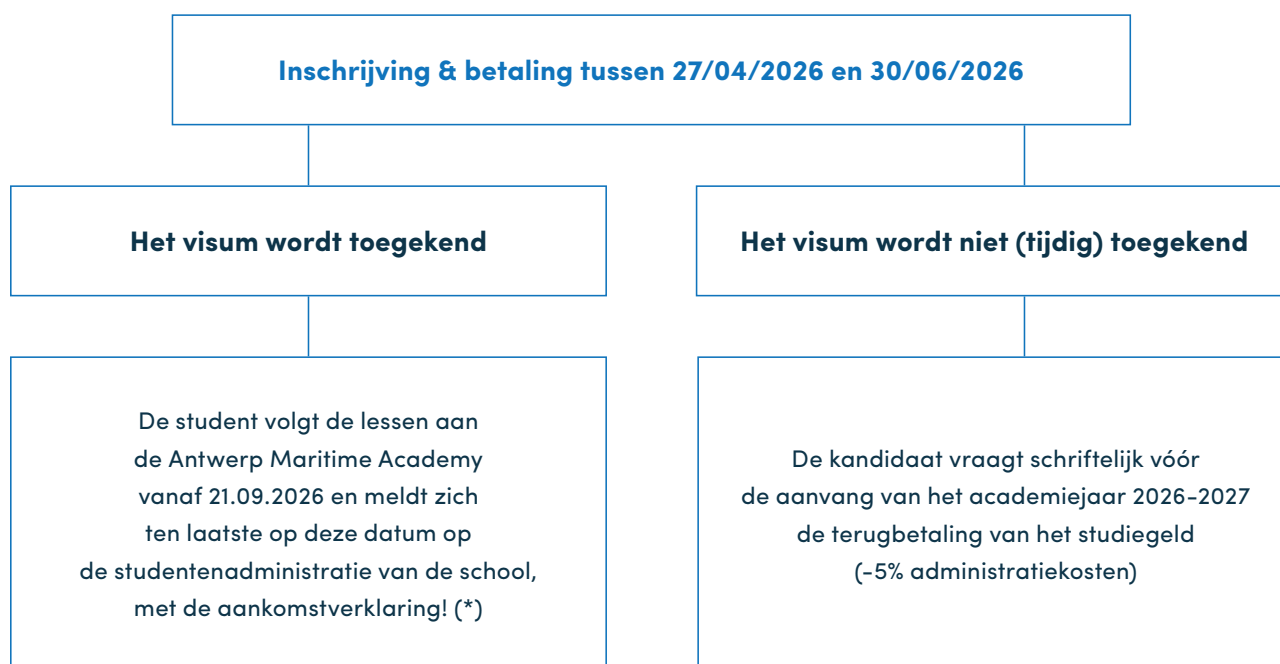 Inschrijving & betaling tussen 27/04/2026 en 30/06/2026
Het visum wordt toegekend
Het visum wordt niet (tijdig) toegekend
De student volgt de lessen aan
de Antwerp Maritime Academy
vanaf 21.09.2026 en meldt zich
ten laatste op deze datum op
de studentenadministratie van de school,
met de aankomstverklaring! (*)
De kandidaat vraagt schriftelijk vóór
de aanvang van het academiejaar 2026-2027
de terugbetaling van het studiegeld
(-5% administratiekosten)